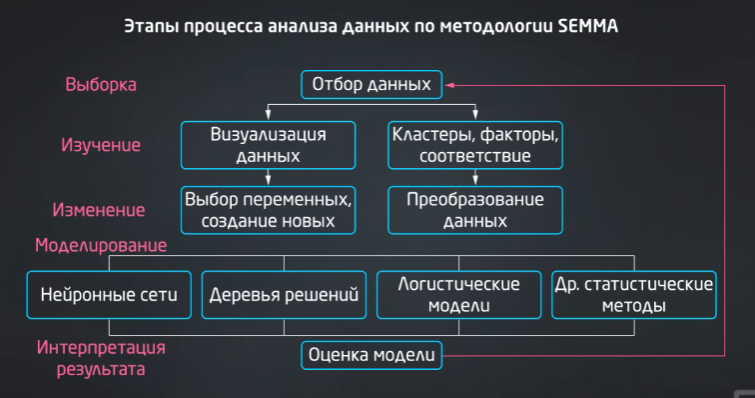 Этапы процесса анализа данных по методологии SEMMA
Выборка
Отбор данных
Изучение
Визуализация
данных
Кластеры, факторы,
соответствие
Изменение
Выбор переменных,
создание новых
Преобразование
данных
Моделирование
Нейронные сети
Деревья решений
Логистические
модели
Др. статистические
методы
Интерпретация
результата
Оценка модели